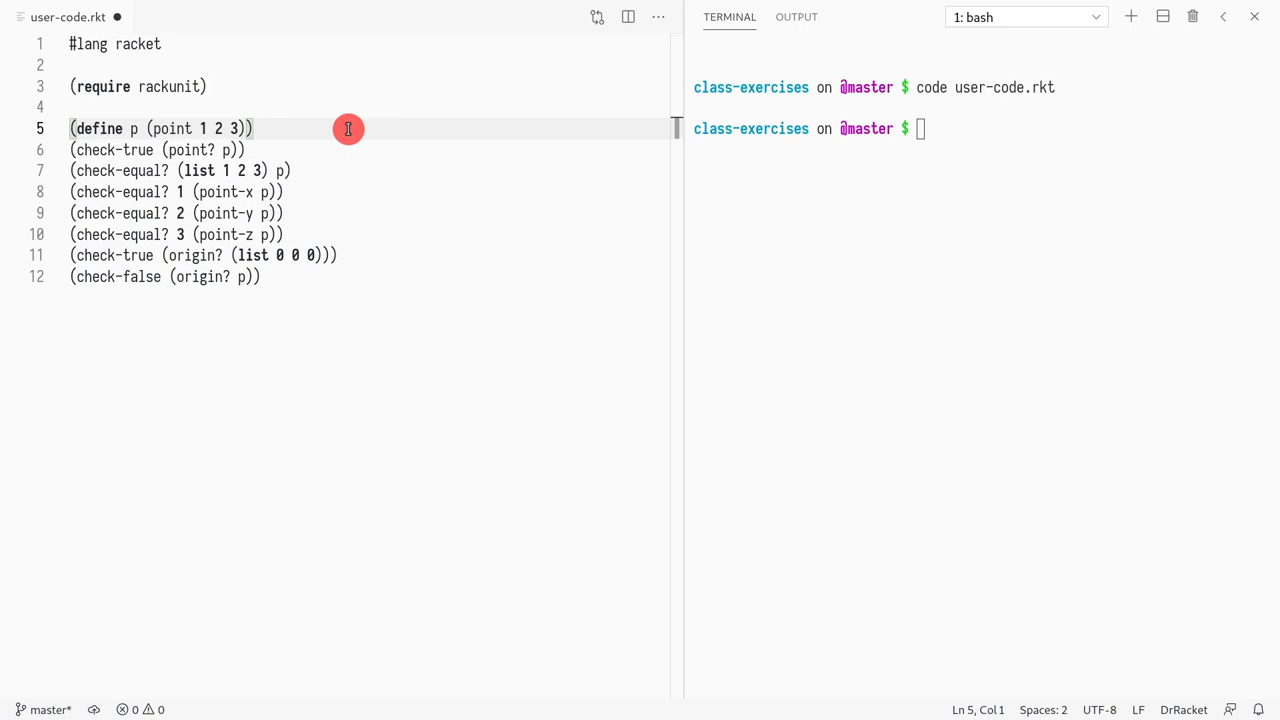 user-code.rkt
1 #lang racket
2
3 (require rackunit)
4
5 (define p (point 1 2 3))
6 (check-true (point? p))
7 (check-equal? (list 1 2 3) p)
8 (check-equal? 1 (point-x p))
9 (check-equal? 2 (point-y p))
10 (check-equal? 3 (point-z p))
11 (check-true (origin? (list 0 0 0)))
12 (check-false (origin? p))
TERMINAL OUTPUT 1: bash
class-exercises on @master $ code user-code.rkt
class-exercises on @master $
master* 0 0 Ln 5, Col 1 Spaces: 2 UTF-8 LF DrRacket